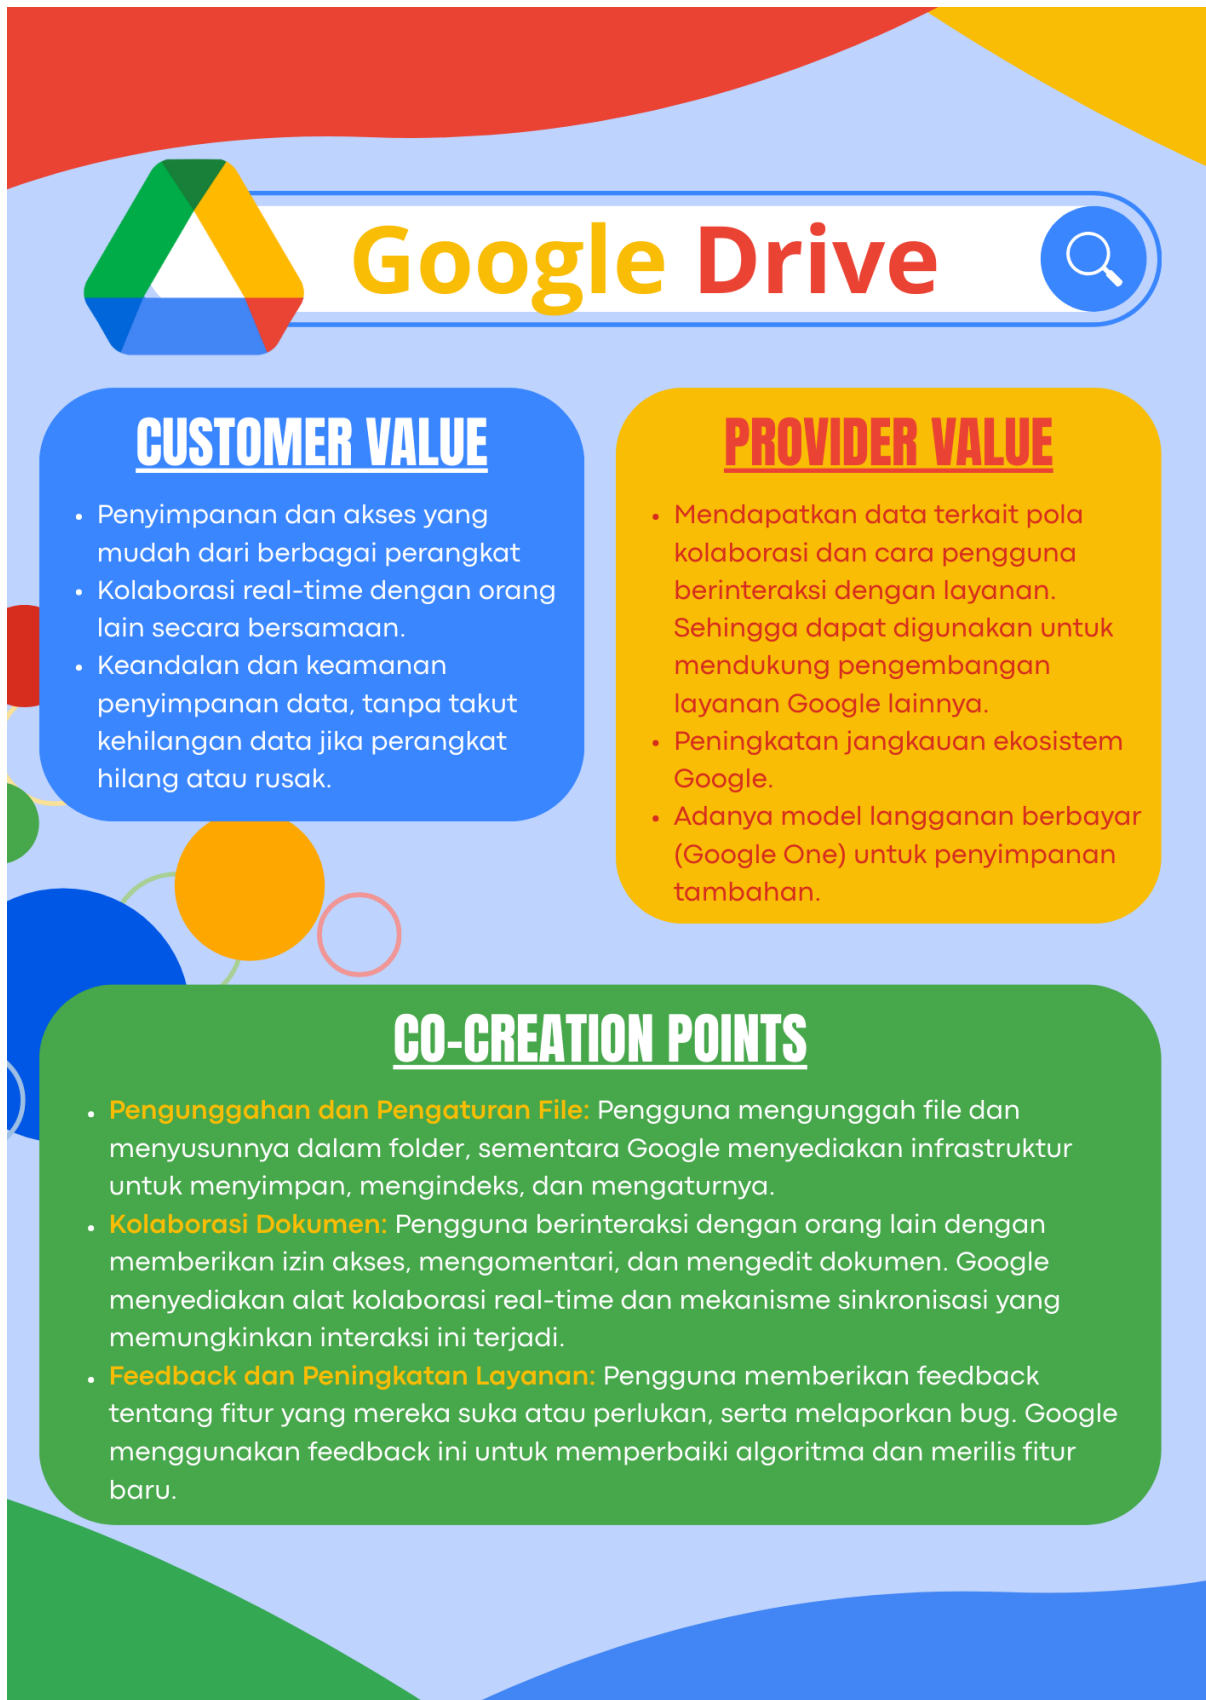 Google Drive
CUSTOMER VALUE
• Penyimpanan dan akses yang
mudah dari berbagai perangkat
• Kolaborasi real-time dengan orang
lain secara bersamaan.
• Keandalan dan keamanan
penyimpanan data, tanpa takut
kehilangan data jika perangkat
hilang atau rusak.
PROVIDER VALUE
• Mendapatkan data terkait pola
kolaborasi dan cara pengguna
berinteraksi dengan layanan.
Sehingga dapat digunakan untuk
mendukung pengembangan
layanan Google lainnya.
• Peningkatan jangkauan ekosistem
Google.
• Adanya model langganan berbayar
(Google One) untuk penyimpanan
tambahan.
CO-CREATION POINTS
• Pengunggahan dan Pengaturan File: Pengguna mengunggah file dan
menyusunnya dalam folder, sementara Google menyediakan infrastruktur
untuk menyimpan, mengindeks, dan mengaturnya.
• Kolaborasi Dokumen: Pengguna berinteraksi dengan orang lain dengan
memberikan izin akses, mengomentari, dan mengedit dokumen. Google
menyediakan alat kolaborasi real-time dan mekanisme sinkronisasi yang
memungkinkan interaksi ini terjadi.
• Feedback dan Peningkatan Layanan: Pengguna memberikan feedback
tentang fitur yang mereka suka atau perlukan, serta melaporkan bug. Google
menggunakan feedback ini untuk memperbaiki algoritma dan merilis fitur
baru.